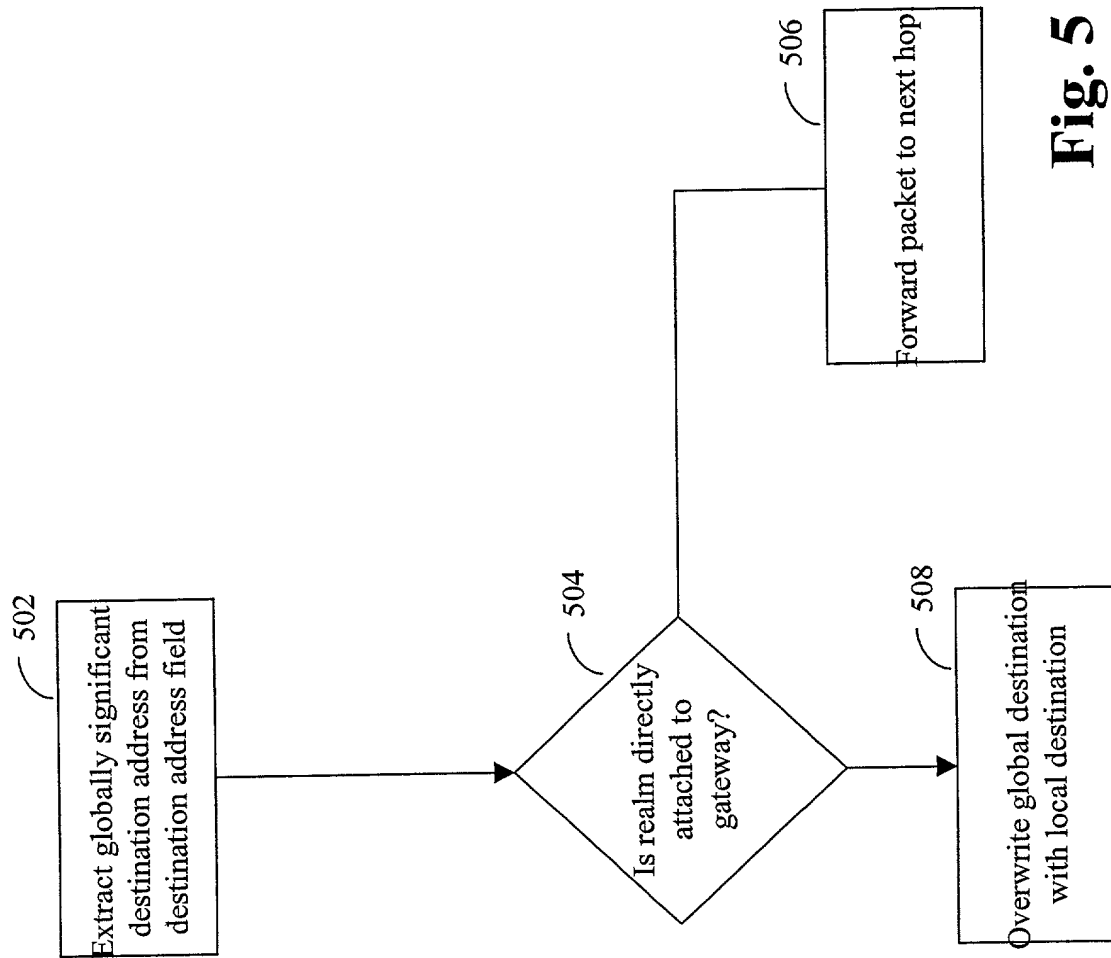 502
Extract globally significant
destination address from
destination address field
504
Is realm directly
attached to
gateway?
506
Forward packet to next hop
508
Overwrite global destination
with local destination
Fig. 5